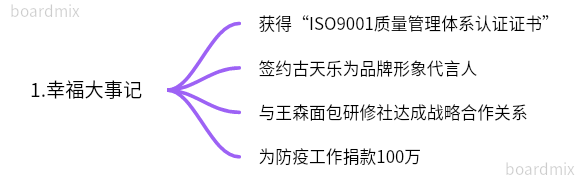 boardmix
获得“ISO9001质量管理体系认证证书”
签约古天乐为品牌形象代言人
1.幸福大事记
与王森面包研修社达成战略合作关系
为防疫工作捐款100万
boardmix